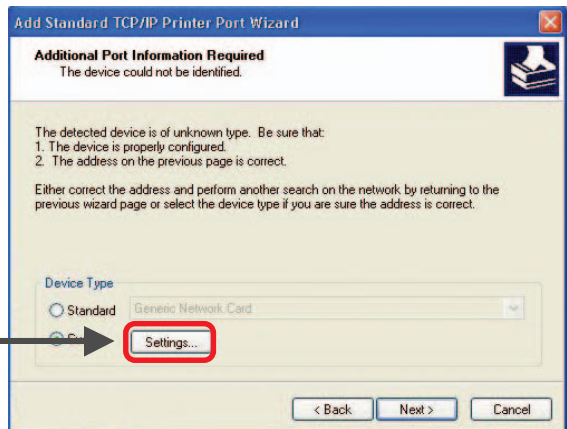 Add Standard TCP/IP Printer Port Wizard
Additional Port Information Required
The device could not be identified.
The detected device is of unknown type. Be sure that:
1. The device is properly configured.
2. The address on the previous page is correct.
Either correct the address and perform another search on the network by returning to the
previous wizard page or select the device type if you are sure the address is correct.
Device Type
Standard
Generic Network Card
Settings...
< Back
Next >
Cancel